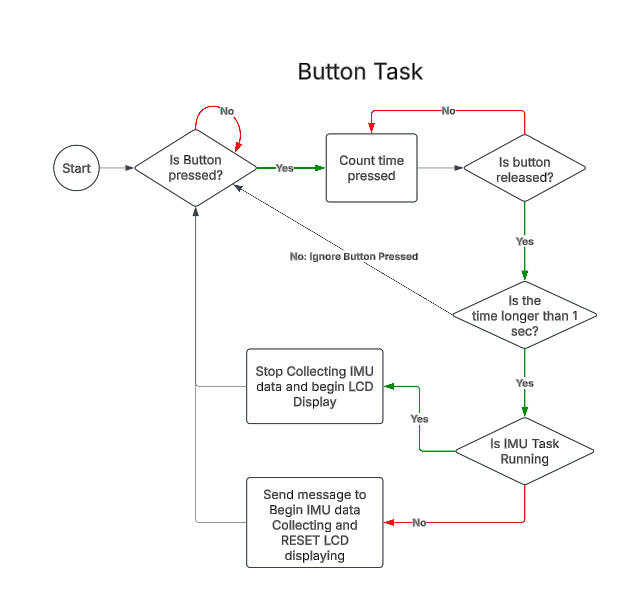 Button Task
No
No
Start
Is Button
pressed?
Yes
Count time
pressed
Is button
released?
Yes
No: Ignore Button Pressed
Is the
time longer than 1
sec?
Stop Collecting IMU
data and begin LCD
Display
Yes
Yes
Is IMU Task
Running
Send message to
Begin IMU data
Collecting and
RESET LCD
displaying
No